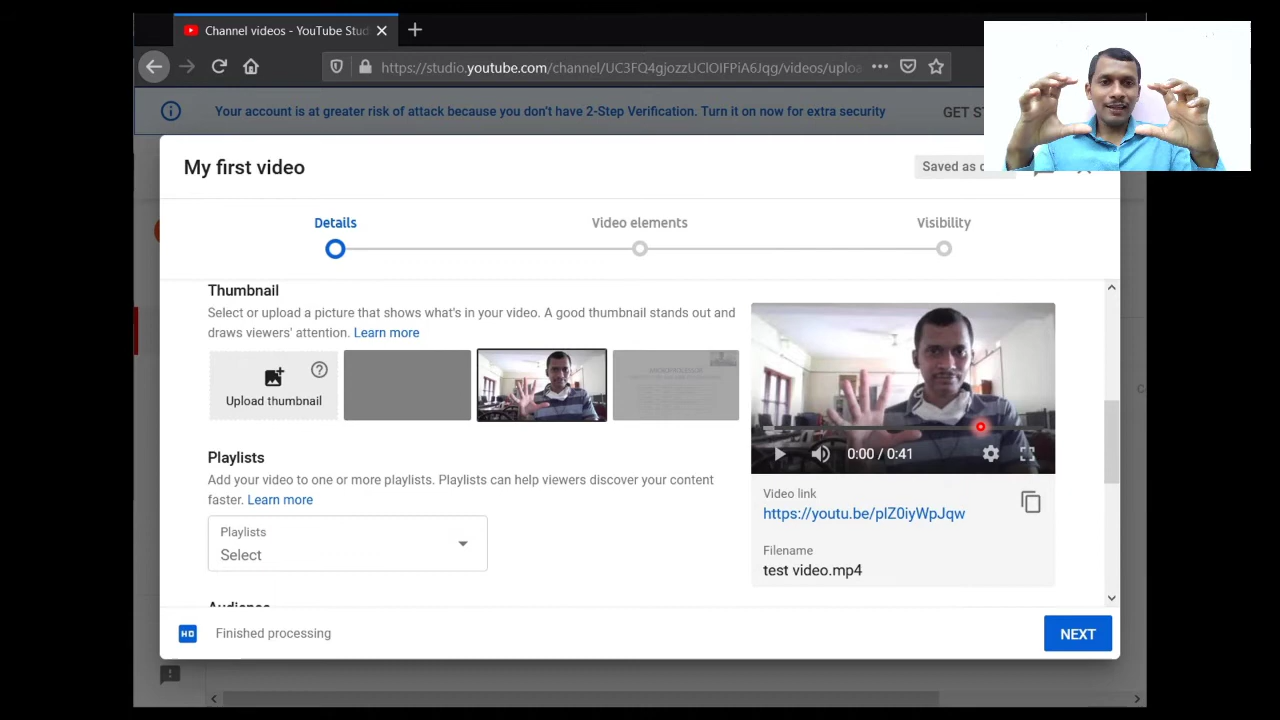 Channel videos - YouTube Stud
https://studio.youtube.com/channel/UC3FQ4gjozzUClOIFPiA6Jqg/videos/uploa
Your account is at greater risk of attack because you don't have 2-Step Verification. Turn it on now for extra security
GET ST
My first video
Saved as
Details
Video elements
Visibility
Thumbnail
Select or upload a picture that shows what's in your video. A good thumbnail stands out and
draws viewers' attention. Learn more
Upload thumbnail
Playlists
Add your video to one or more playlists. Playlists can help viewers discover your content
faster. Learn more
Playlists
Select
Audience
0:00 / 0:41
Video link
https://youtu.be/plZ0iyWpJqw
Filename
test video.mp4
HD
Finished processing
NEXT